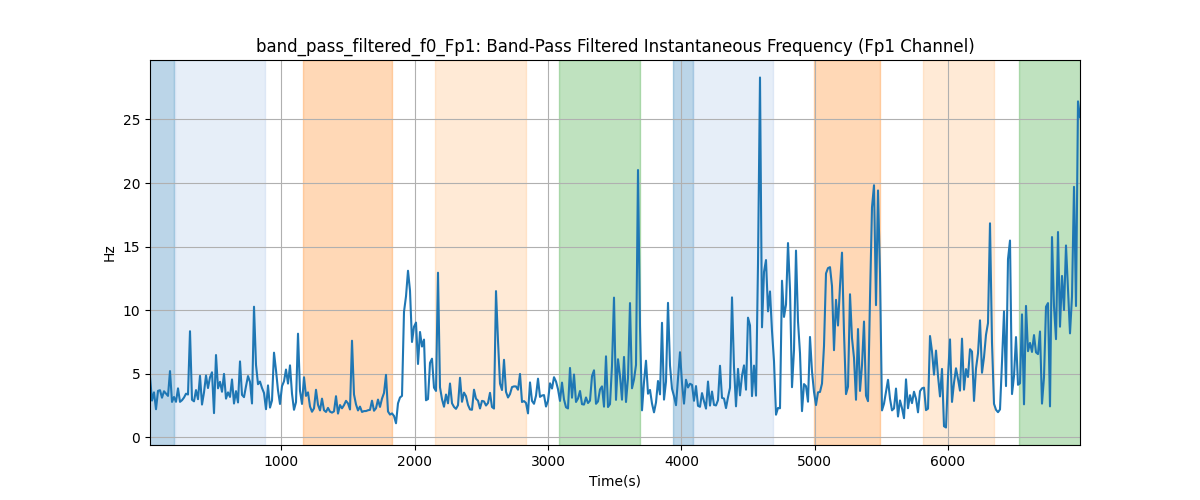 band_pass_filtered_f0_Fp1: Band-Pass Filtered Instantaneous Frequency (Fp1 Channel)
25
20
15
10
5
0
Hz
1000 2000 3000 4000 5000 6000
Time(s)